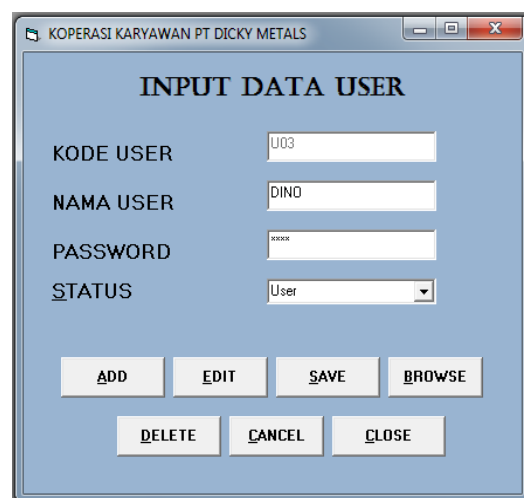 KOPERASI KARYAWAN PT DICKY METALS
INPUT DATA USER
KODE USER U03
NAMA USER DINO
PASSWORD ××××
STATUS User
ADD EDIT SAVE BROWSE
DELETE CANCEL CLOSE